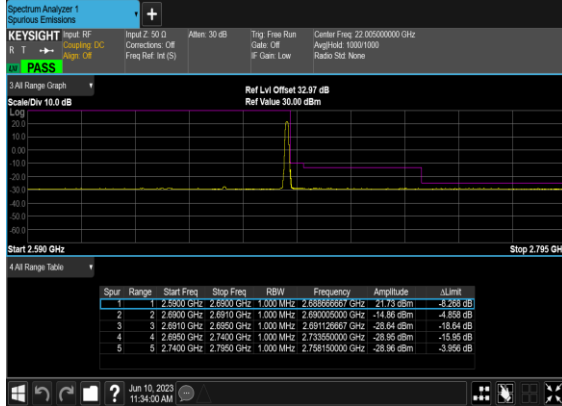 Spectrum Analyzer 1
Spurious Emissions
+
KEYSIGHT Input: RF Input Z: 50 Ω Atten: 30 dB Trig: Free Run Center Freq: 22.005000000 GHz
R T Coupling: DC Corrections: Off Gate: Off Avg|Hold: 1000/1000
Align: Off Freq Ref: Int (S) IF Gain: Low Radio Std: None
PASS
3 All Range Graph
Ref Lvl Offset 32.97 dB
Scale/Div 10.0 dB Ref Value 30.00 dBm
Log
20.0
10.0
0.00
-10.0
-20.0
-30.0
-40.0
-50.0
-60.0
Start 2.590 GHz Stop 2.795 GH
4 All Range Table
Spur Range Start Freq Stop Freq RBW Frequency Amplitude ΔLimit
1 1 2.5900 GHz 2.6900 GHz 1.000 MHz 2.688666667 GHz 21.73 dBm -8.268 dB
2 2 2.6900 GHz 2.6910 GHz 1.000 MHz 2.690005000 GHz -14.86 dBm -4.858 dB
3 3 2.6910 GHz 2.6950 GHz 1.000 MHz 2.691126667 GHz -28.64 dBm -18.64 dB
4 4 2.6950 GHz 2.7400 GHz 1.000 MHz 2.733550000 GHz -28.95 dBm -15.95 dB
5 5 2.7400 GHz 2.7950 GHz 1.000 MHz 2.758150000 GHz -28.96 dBm -3.956 dB
?
Jun 10, 2023
11:34:00 AM